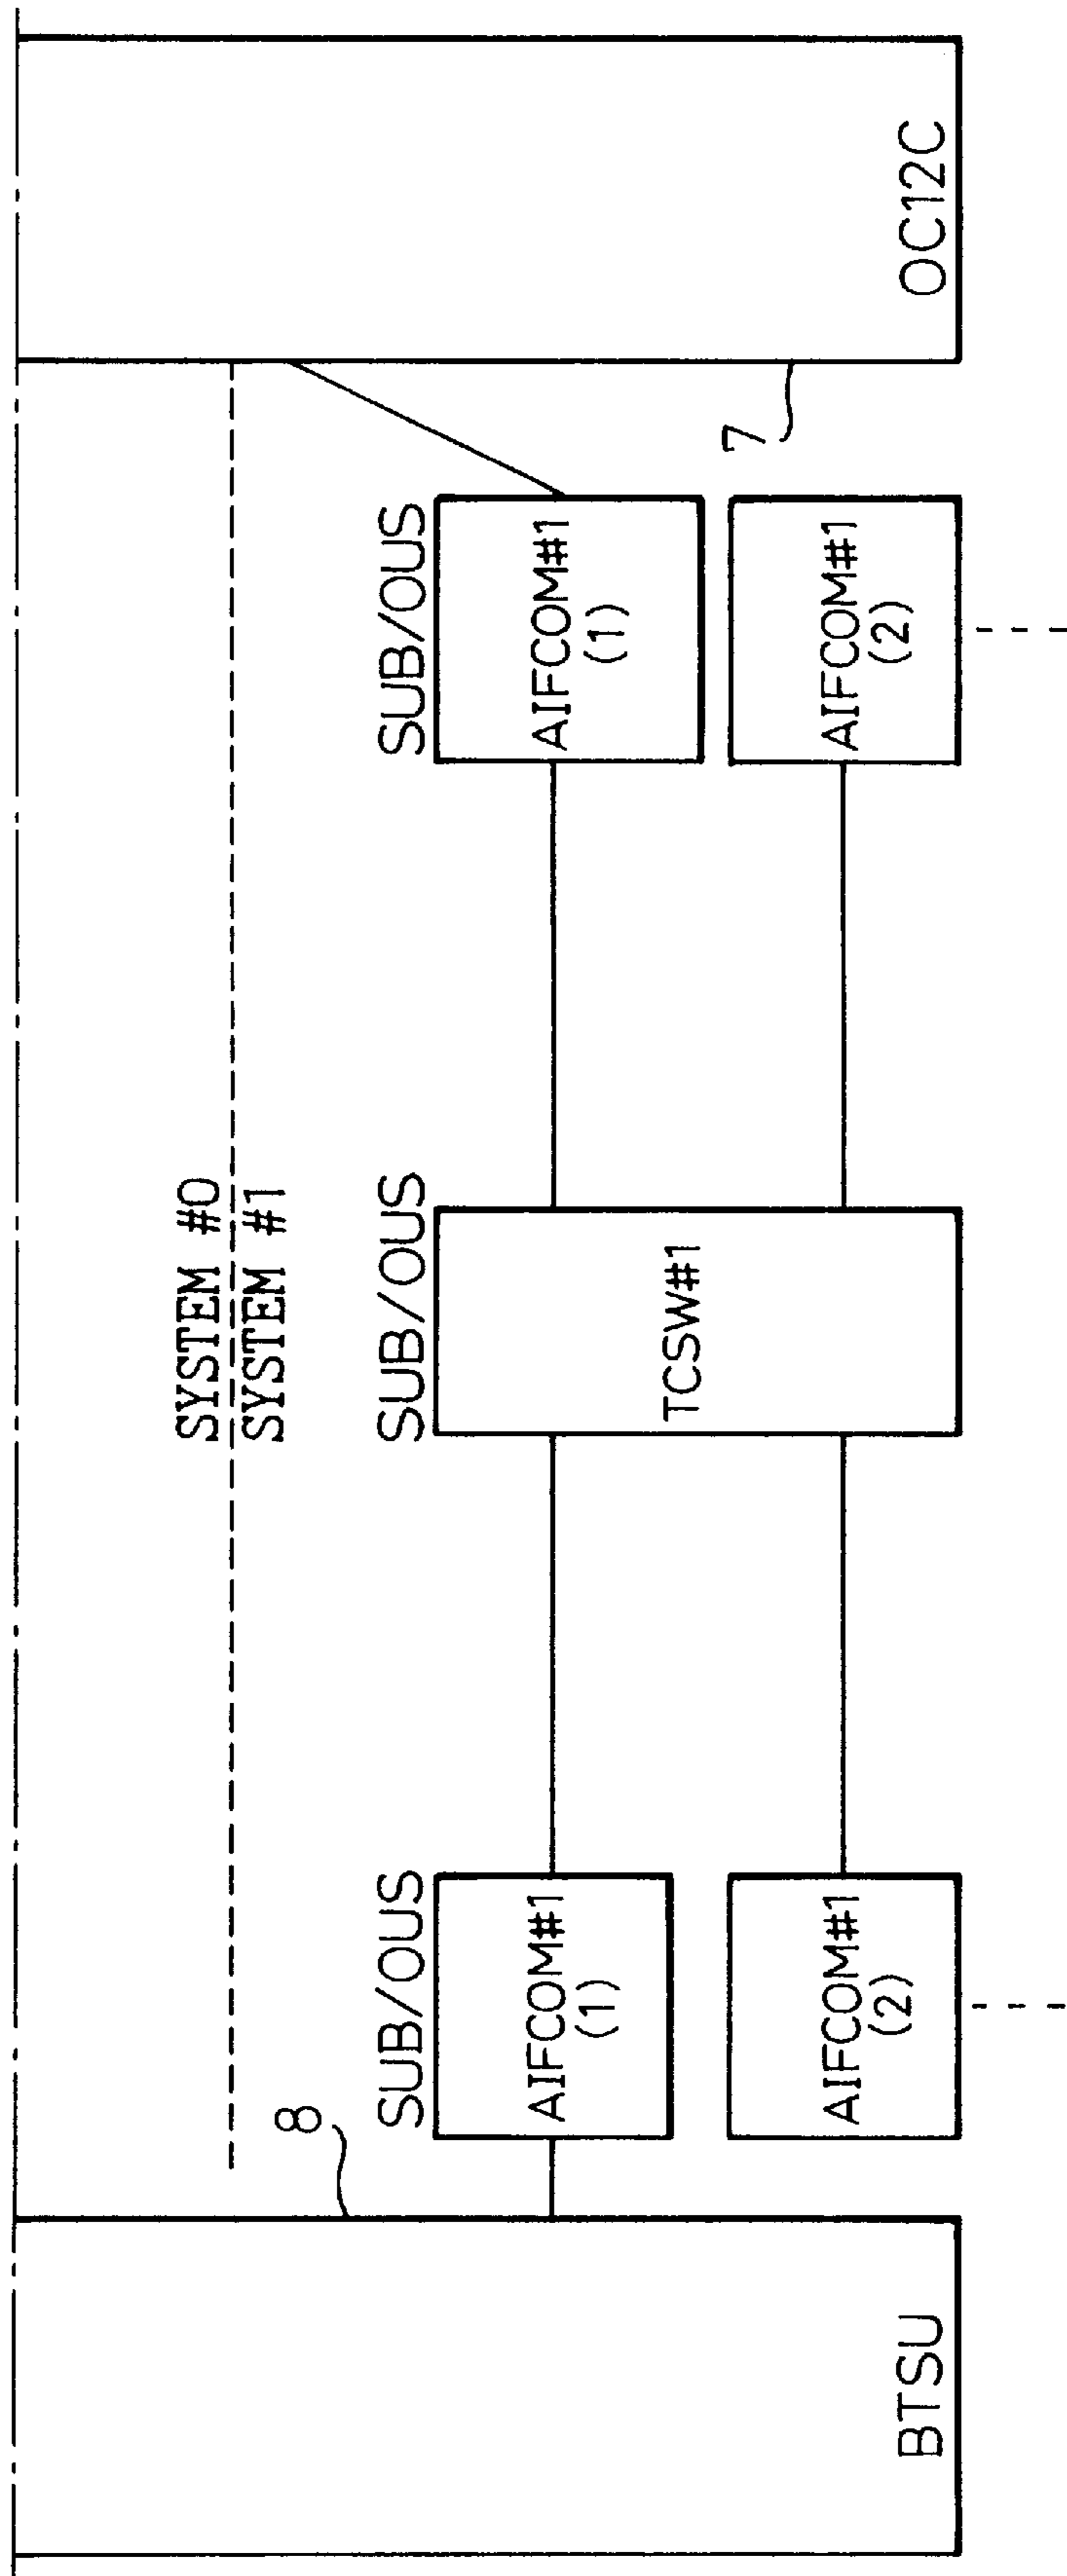 SYSTEM #0
SYSTEM #1
8
SUB/OUS
SUB/OUS
SUB/OUS
AIFCOM#1
(1)
TCSW#1
AIFCOM#1
(1)
7
AIFCOM#1
(2)
AIFCOM#1
(2)
BTSU
OC12C